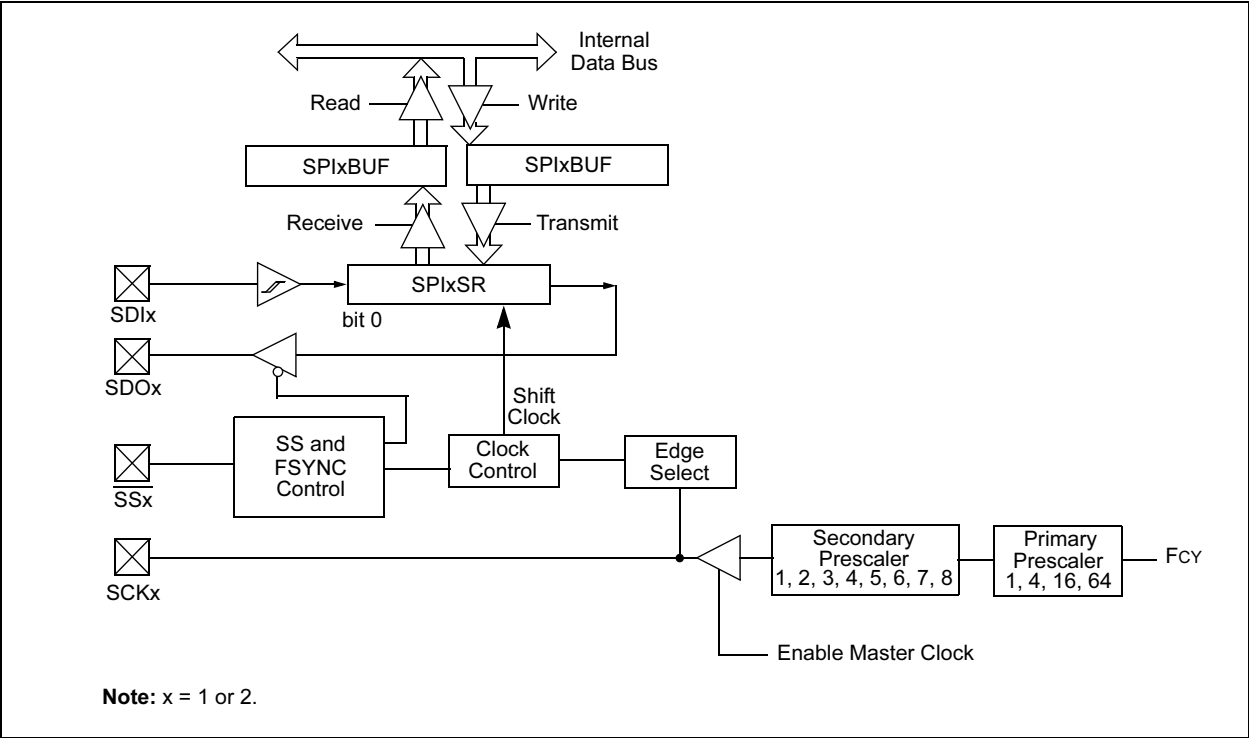 Internal
Data Bus
Read
Write
SPIxBUF
SPIxBUF
Receive
Transmit
SPIxSR
SDIx
bit 0
SDOx
Shift
Clock
SS and
FSYNC
Control
Clock
Control
Edge
Select
SSx
Secondary
Prescaler
1, 2, 3, 4, 5, 6, 7, 8
Primary
Prescaler
1, 4, 16, 64
FCY
SCKx
Enable Master Clock
Note: x = 1 or 2.